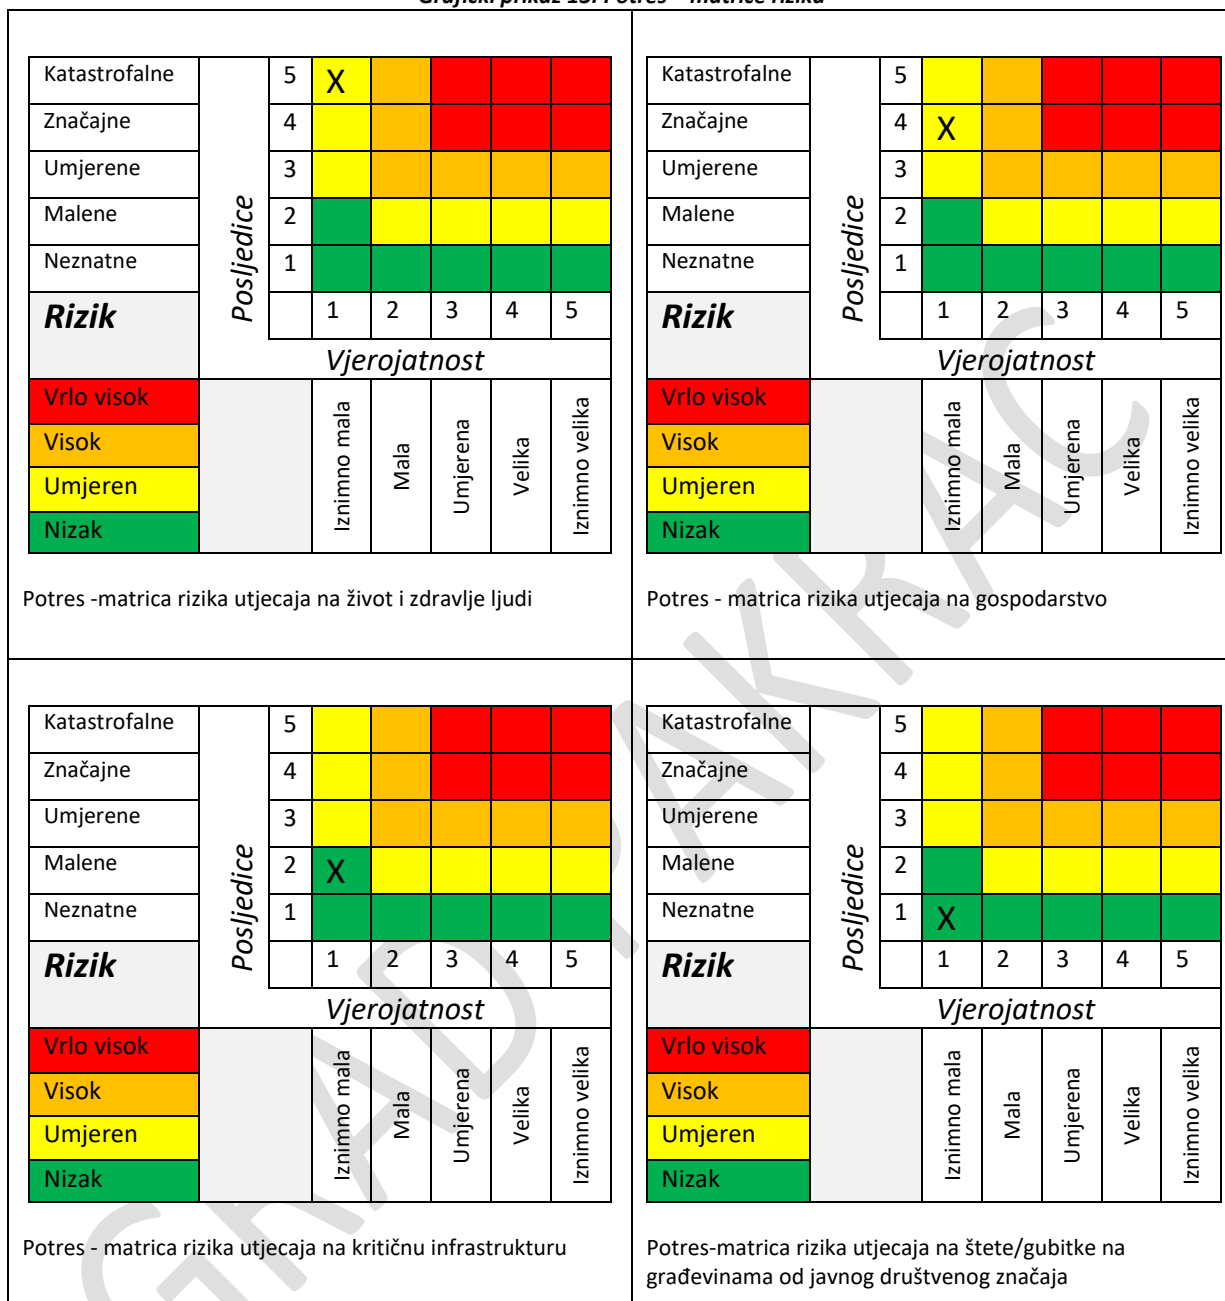 Grafički prikaz 13: Potres – matrice rizika
Katastrofalne 5 X
Značajne 4
Umjerene 3
Malene 2
Neznatne 1
Posljedice
Rizik 1 2 3 4 5
Vjerojatnost
Vrlo visok
Visok
Umjeren
Nizak
Iznimno mala
Mala
Umjerena
Velika
Iznimno velika
Potres -matrica rizika utjecaja na život i zdravlje ljudi
Katastrofalne 5
Značajne 4 X
Umjerene 3
Malene 2
Neznatne 1
Posljedice
Rizik 1 2 3 4 5
Vjerojatnost
Vrlo visok
Visok
Umjeren
Nizak
Iznimno mala
Mala
Umjerena
Velika
Iznimno velika
Potres - matrica rizika utjecaja na gospodarstvo
Katastrofalne 5
Značajne 4
Umjerene 3
Malene 2 X
Neznatne 1
Posljedice
Rizik 1 2 3 4 5
Vjerojatnost
Vrlo visok
Visok
Umjeren
Nizak
Iznimno mala
Mala
Umjerena
Velika
Iznimno velika
Potres - matrica rizika utjecaja na kritičnu infrastrukturu
Katastrofalne 5
Značajne 4
Umjerene 3
Malene 2
Neznatne 1 X
Posljedice
Rizik 1 2 3 4 5
Vjerojatnost
Vrlo visok
Visok
Umjeren
Nizak
Iznimno mala
Mala
Umjerena
Velika
Iznimno velika
Potres-matrica rizika utjecaja na štete/gubitke na
građevinama od javnog društvenog značaja
GRAD PAKRAC